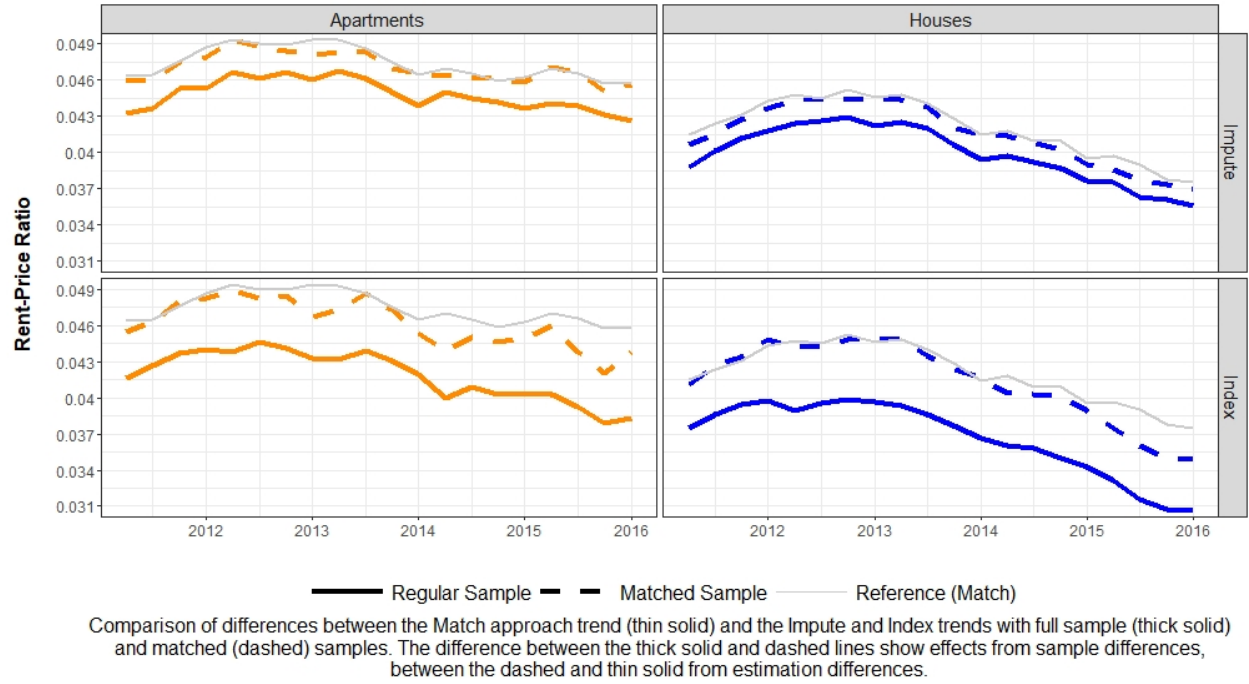 Apartments
Houses
0.049
0.046
0.043
0.04
0.037
0.034
0.031
Impute
Rent-Price Ratio
0.049
0.046
0.043
0.04
0.037
0.034
0.031
Index
2012 2013 2014 2015 2016
2012 2013 2014 2015 2016
Regular Sample Matched Sample Reference (Match)
Comparison of differences between the Match approach trend (thin solid) and the Impute and Index trends with full sample (thick solid)
and matched (dashed) samples. The difference between the thick solid and dashed lines show effects from sample differences,
between the dashed and thin solid from estimation differences.